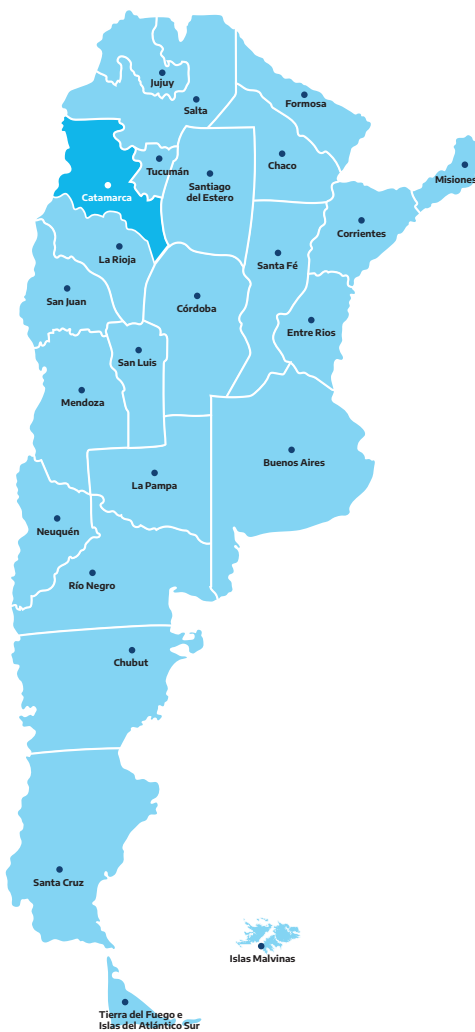 Jujuy
Salta
Formosa
Tucumán
Chaco
Misiones
Santiago
del Estero
Catamarca
Corrientes
La Rioja
Santa Fé
San Juan
Córdoba
Entre Rios
San Luis
Mendoza
Buenos Aires
La Pampa
Neuquén
Río Negro
Chubut
Santa Cruz
Islas Malvinas
Tierra del Fuego e
Islas del Atlántico Sur